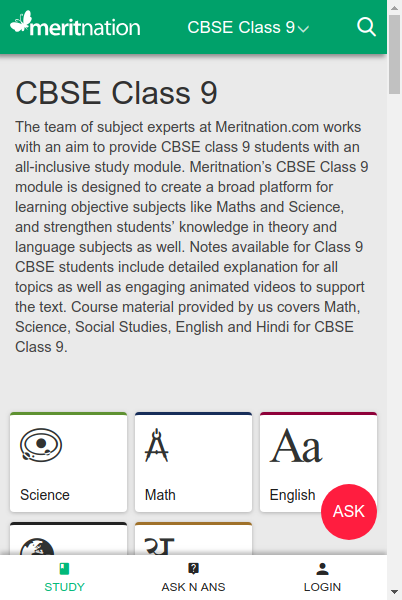 meritnation
CBSE Class 9
CBSE Class 9
The team of subject experts at Meritnation.com works
with an aim to provide CBSE class 9 students with an
all-inclusive study module. Meritnation’s CBSE Class 9
module is designed to create a broad platform for
learning objective subjects like Maths and Science,
and strengthen students’ knowledge in theory and
language subjects as well. Notes available for Class 9
CBSE students include detailed explanation for all
topics as well as engaging animated videos to support
the text. Course material provided by us covers Math,
Science, Social Studies, English and Hindi for CBSE
Class 9.
Aa
Science
Math
English
ASK
STUDY
ASK N ANS
LOGIN